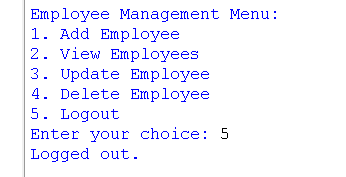 Employee Management Menu:
1. Add Employee
2. View Employees
3. Update Employee
4. Delete Employee
5. Logout
Enter your choice: 5
Logged out.